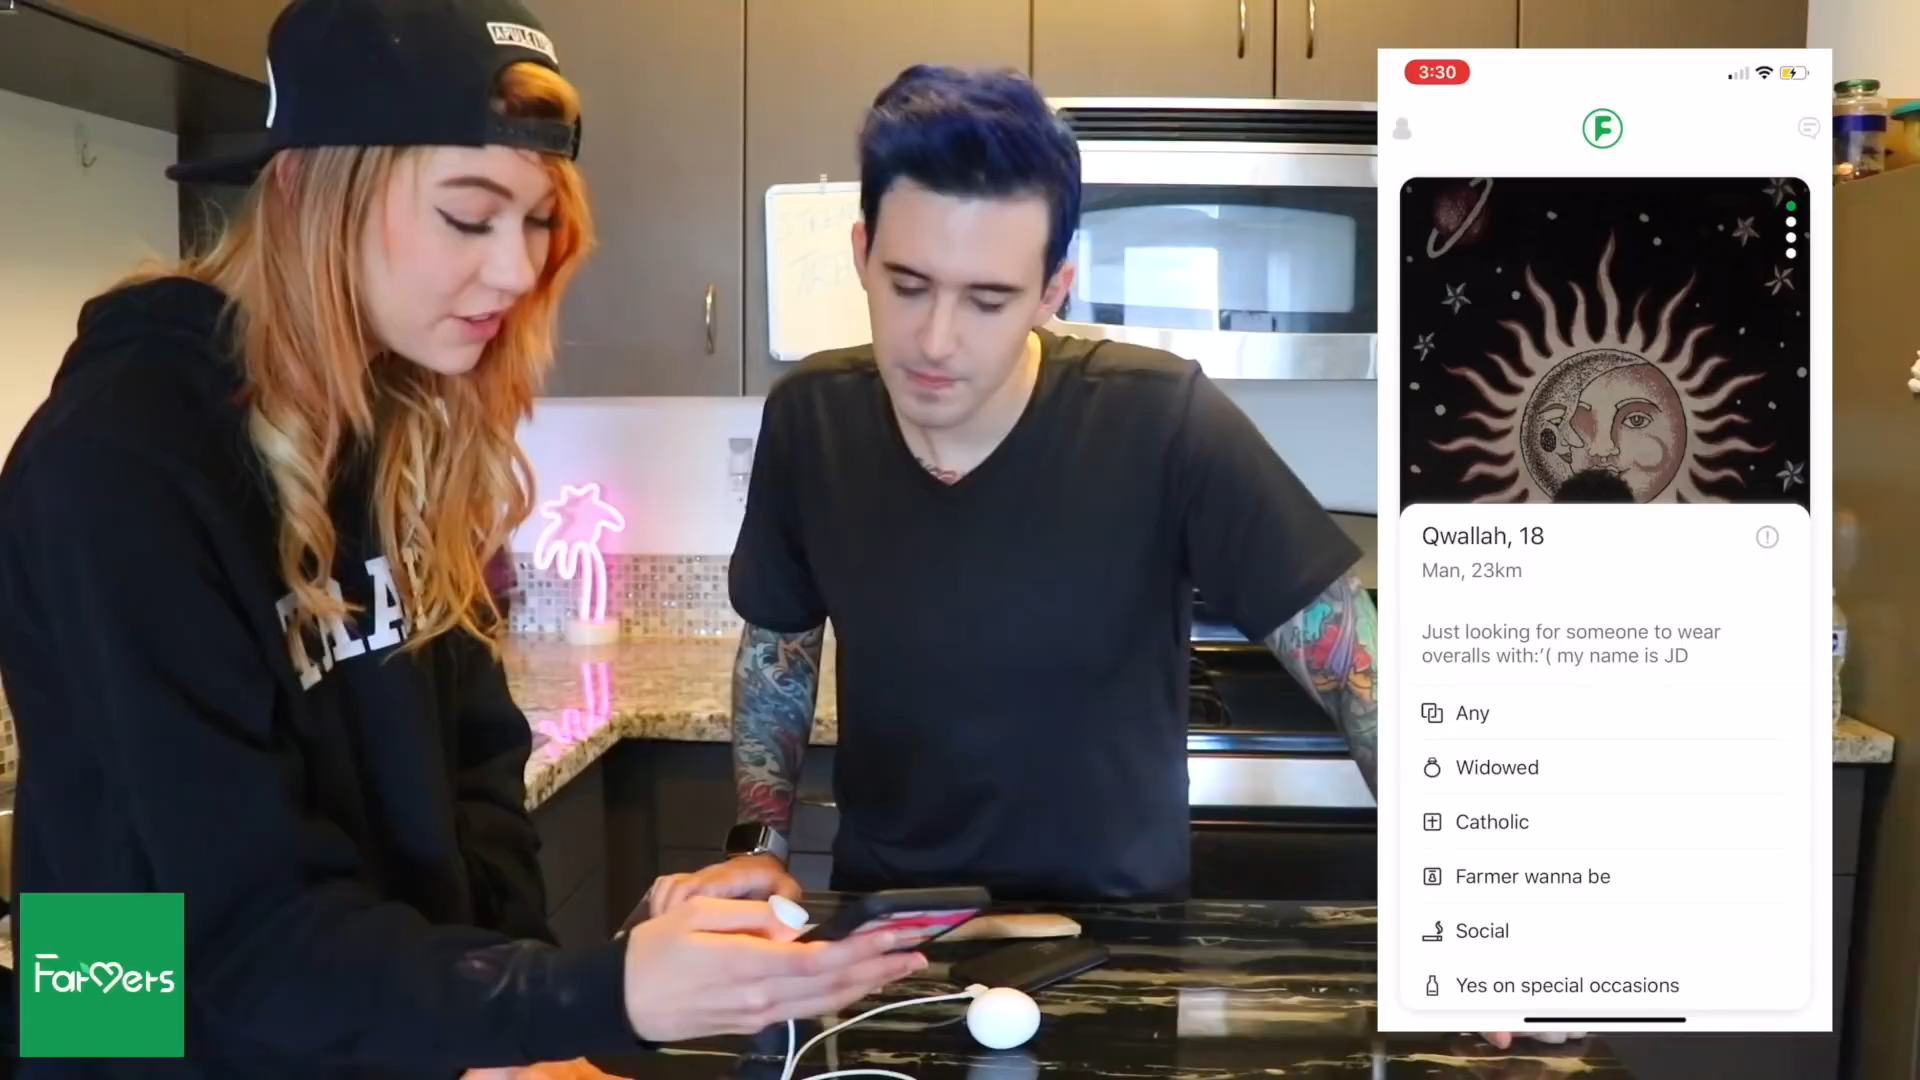 3:30
F
Qwallah, 18
Man, 23km
Just looking for someone to wear
overalls with:'( my name is JD
Any
Widowed
Catholic
Farmer wanna be
Social
Yes on special occasions
Farmers